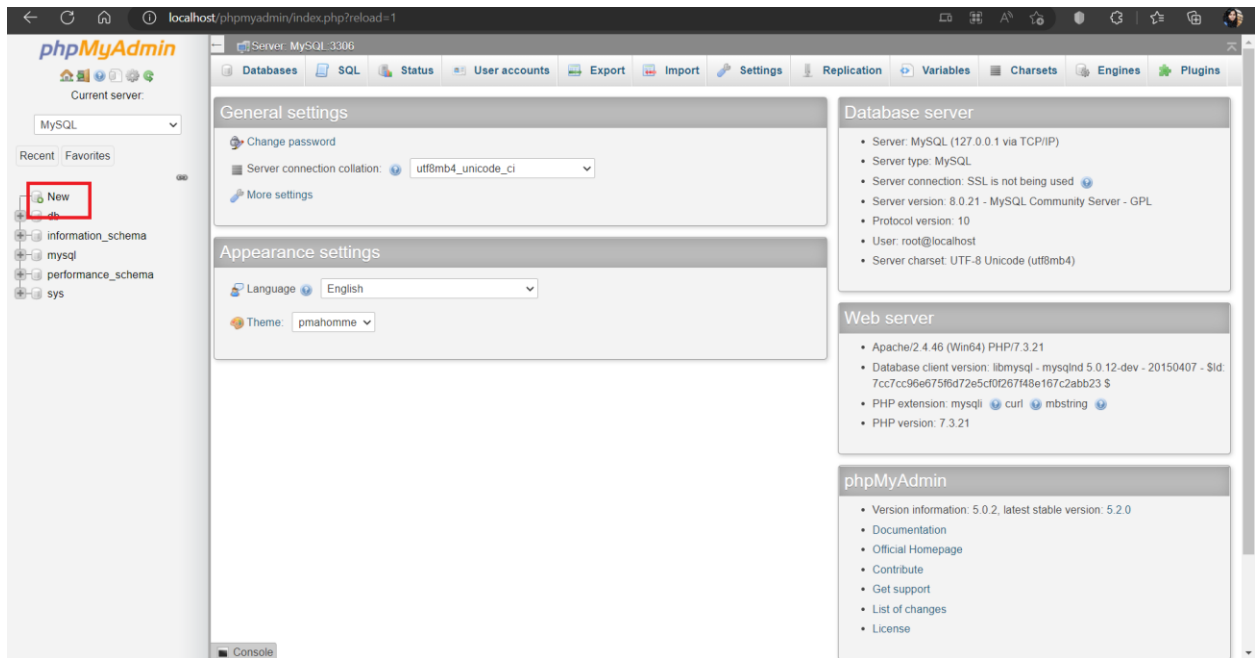 localhost/phpmyadmin/index.php?reload=1
phpMyAdmin
Current server:
MySQL
Recent Favorites
New
db
information_schema
mysql
performance_schema
sys
Server: MySQL:3306
Databases SQL Status User accounts Export Import Settings Replication Variables Charsets Engines Plugins
General settings
Change password
Server connection collation: utf8mb4_unicode_ci
More settings
Appearance settings
Language English
Theme: pmahomme
Database server
• Server: MySQL (127.0.0.1 via TCP/IP)
• Server type: MySQL
• Server connection: SSL is not being used
• Server version: 8.0.21 - MySQL Community Server - GPL
• Protocol version: 10
• User: root@localhost
• Server charset: UTF-8 Unicode (utf8mb4)
Web server
• Apache/2.4.46 (Win64) PHP/7.3.21
• Database client version: libmysql - mysqlnd 5.0.12-dev - 20150407 - $Id:
7cc7cc96e675f6d72e5cf0f267f48e167c2abb23 $
• PHP extension: mysqli curl mbstring
• PHP version: 7.3.21
phpMyAdmin
• Version information: 5.0.2, latest stable version: 5.2.0
• Documentation
• Official Homepage
• Contribute
• Get support
• List of changes
• License
Console